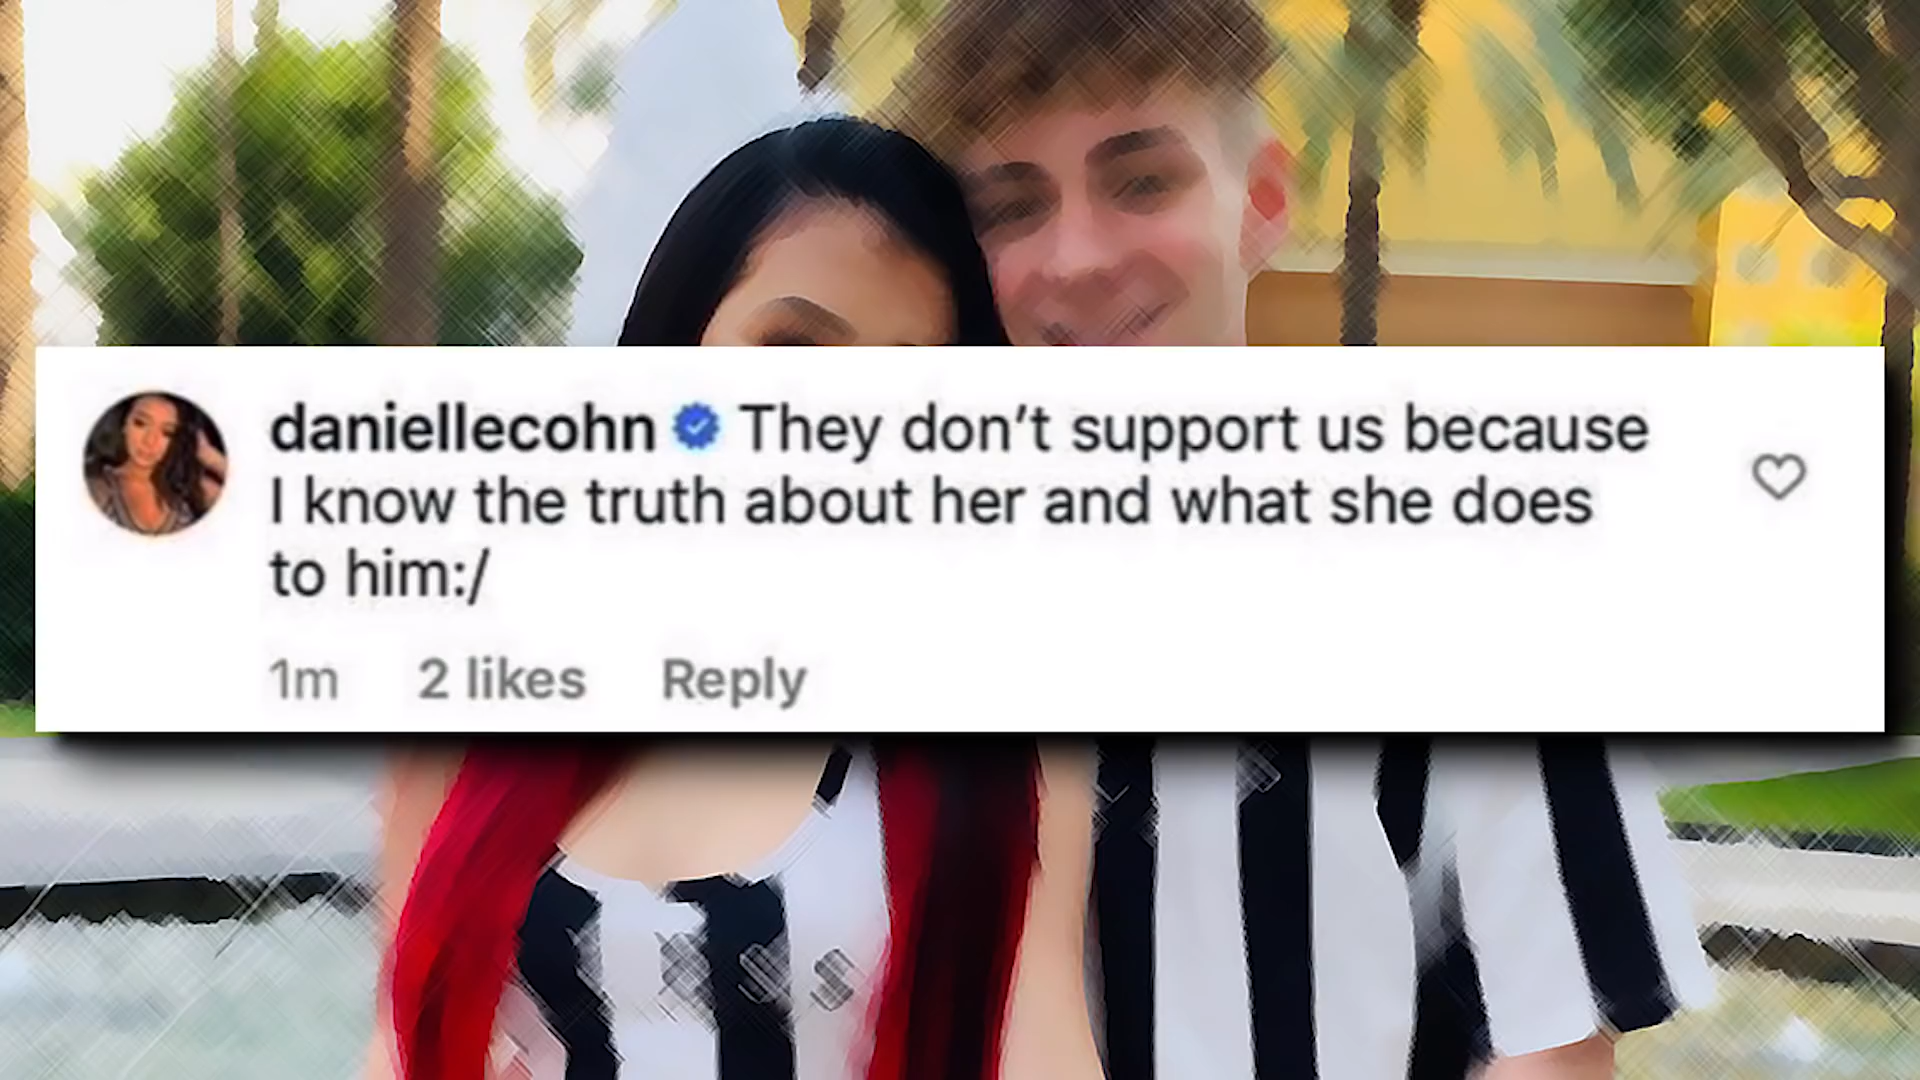 daniellecohn They don't support us because
I know the truth about her and what she does
to him:/
1m 2 likes Reply